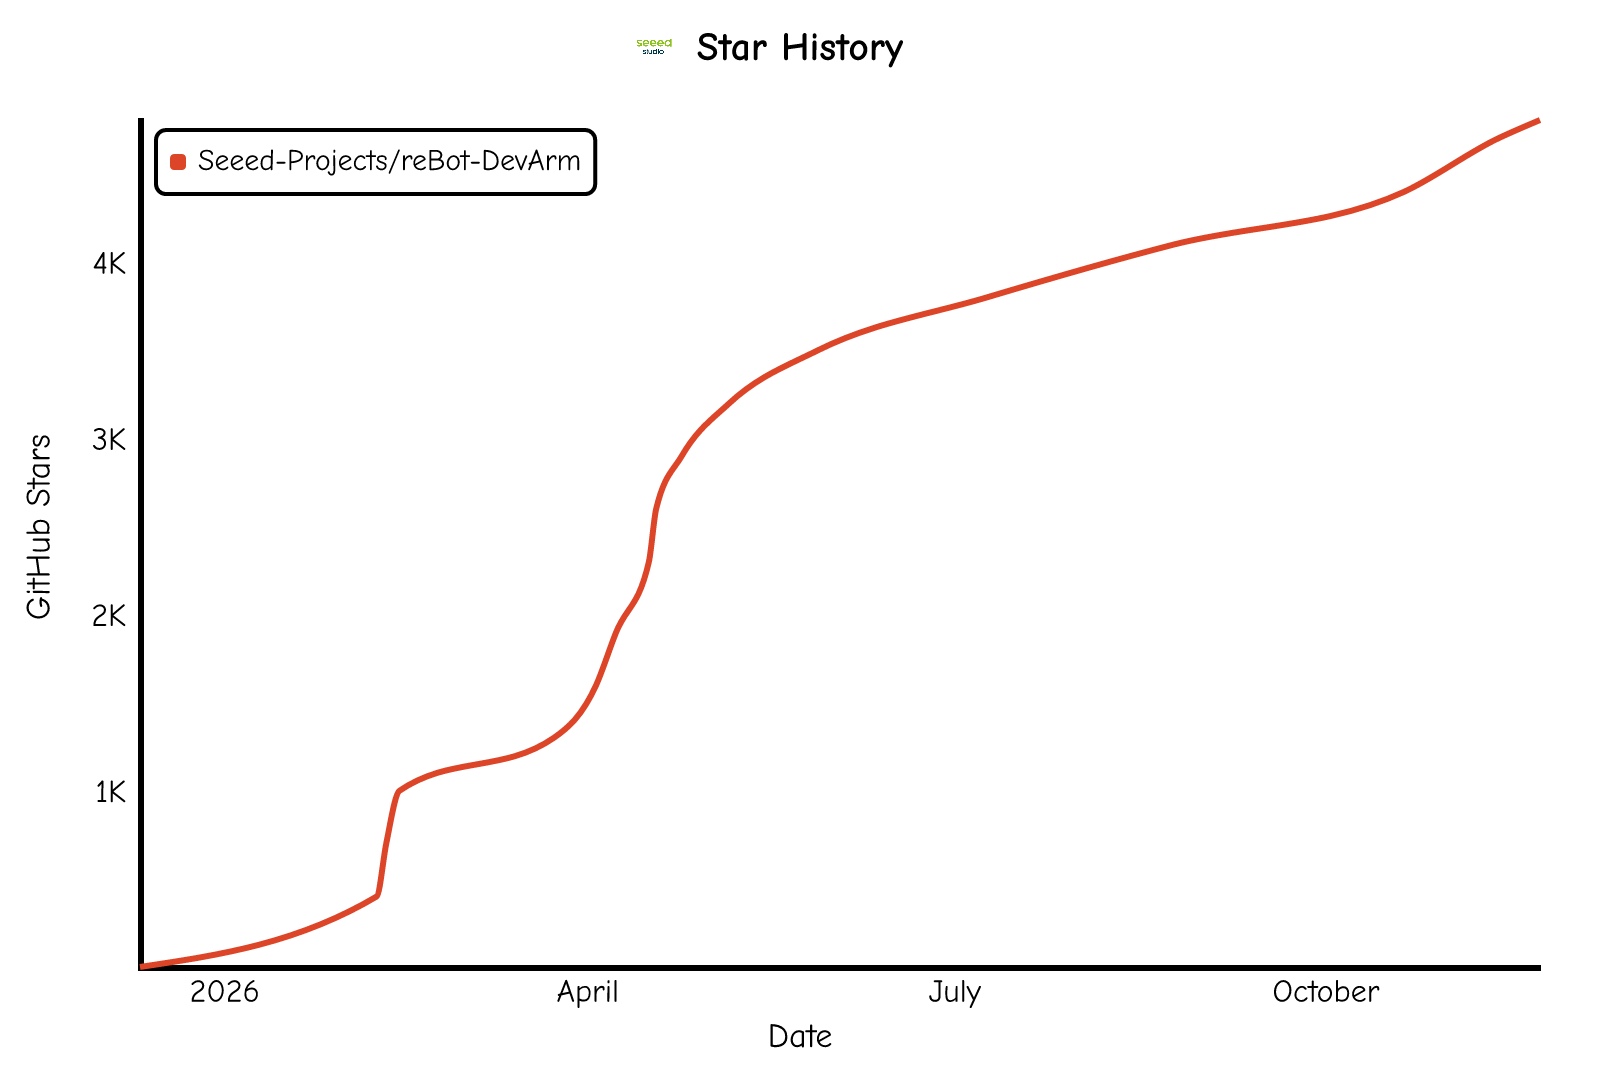 seeed
studio
Star History
Seeed-Projects/reBot-DevArm
4K
3K
2K
1K
GitHub Stars
2026
April
July
October
Date